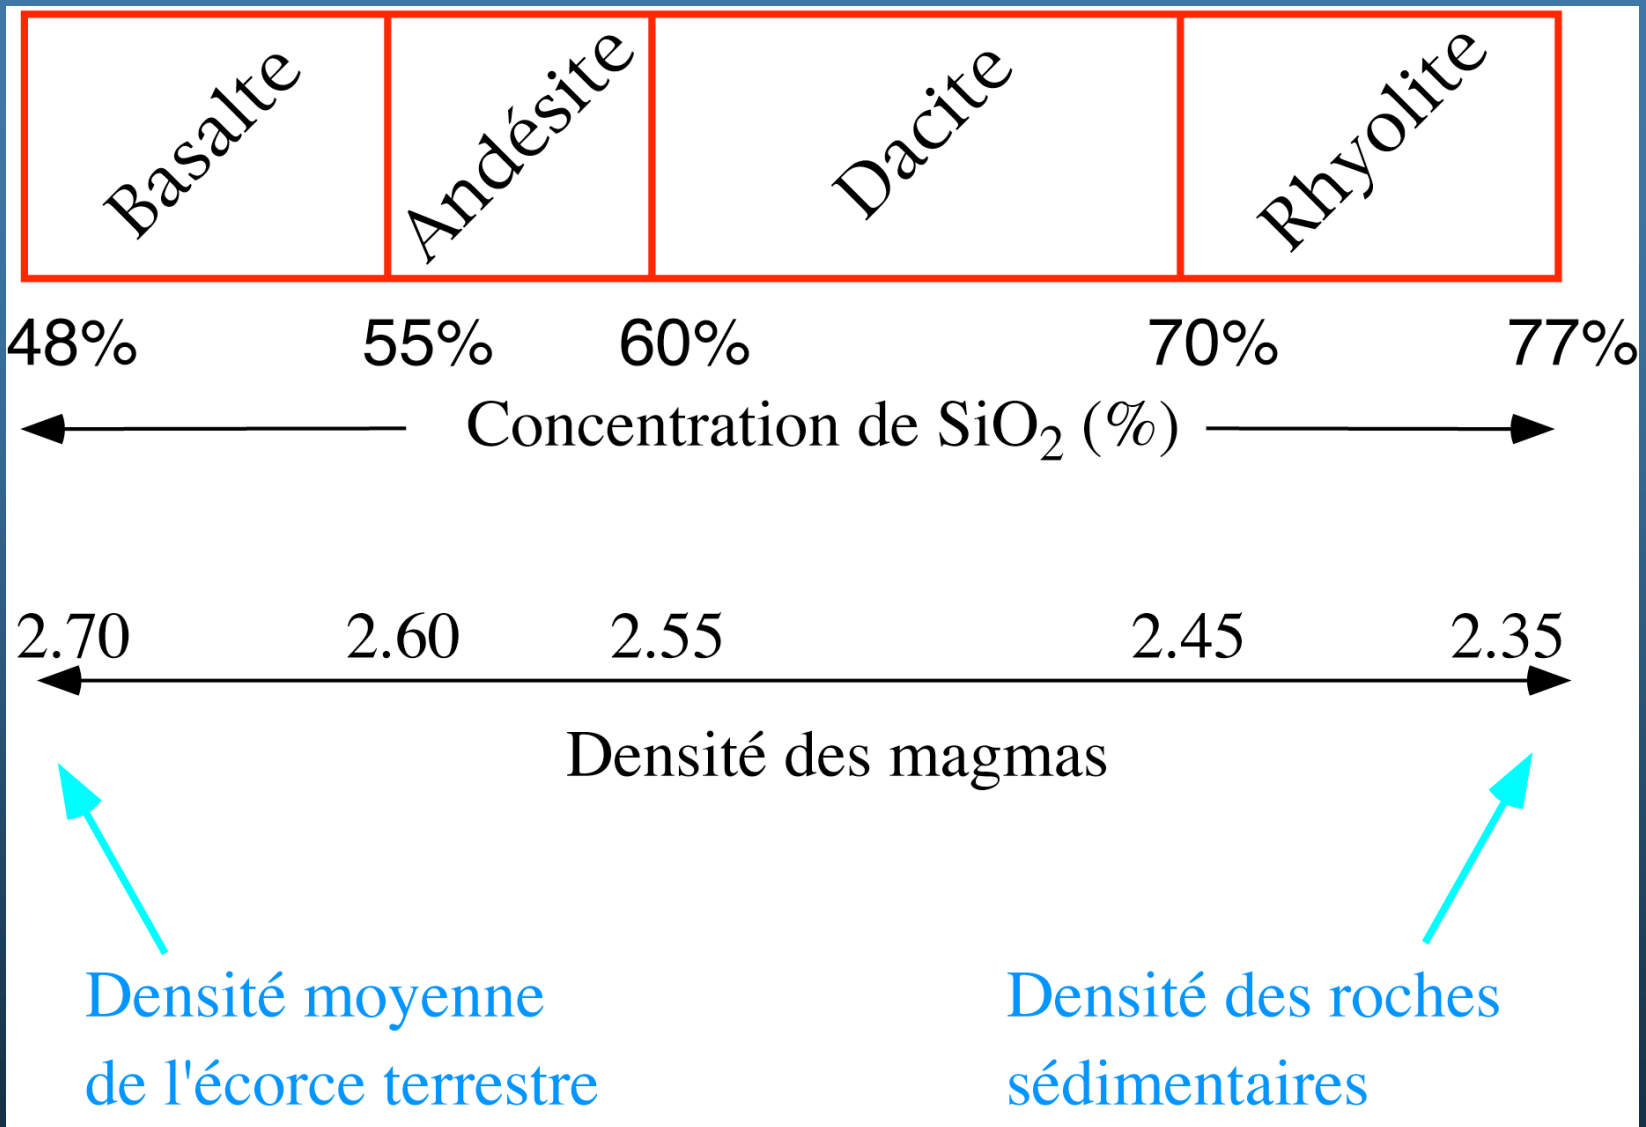 Basalte Andésite Dacite Rhyolite
48% 55% 60% 70% 77%
Concentration de SiO₂ (%)
2.70 2.60 2.55 2.45 2.35
Densité des magmas
Densité moyenne
de l'écorce terrestre
Densité des roches
sédimentaires